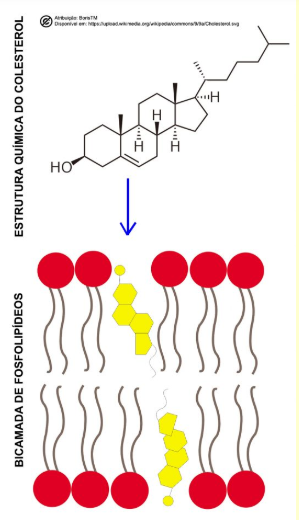 Atribuição: BorisTM
Disponível em: https://upload.wikimedia.org/wikipedia/commons/9/9a/Cholesterol.svg
ESTRUTURA QUÍMICA DO COLESTEROL
H
H
H
H
HO
BICAMADA DE FOSFOLIPÍDEOS